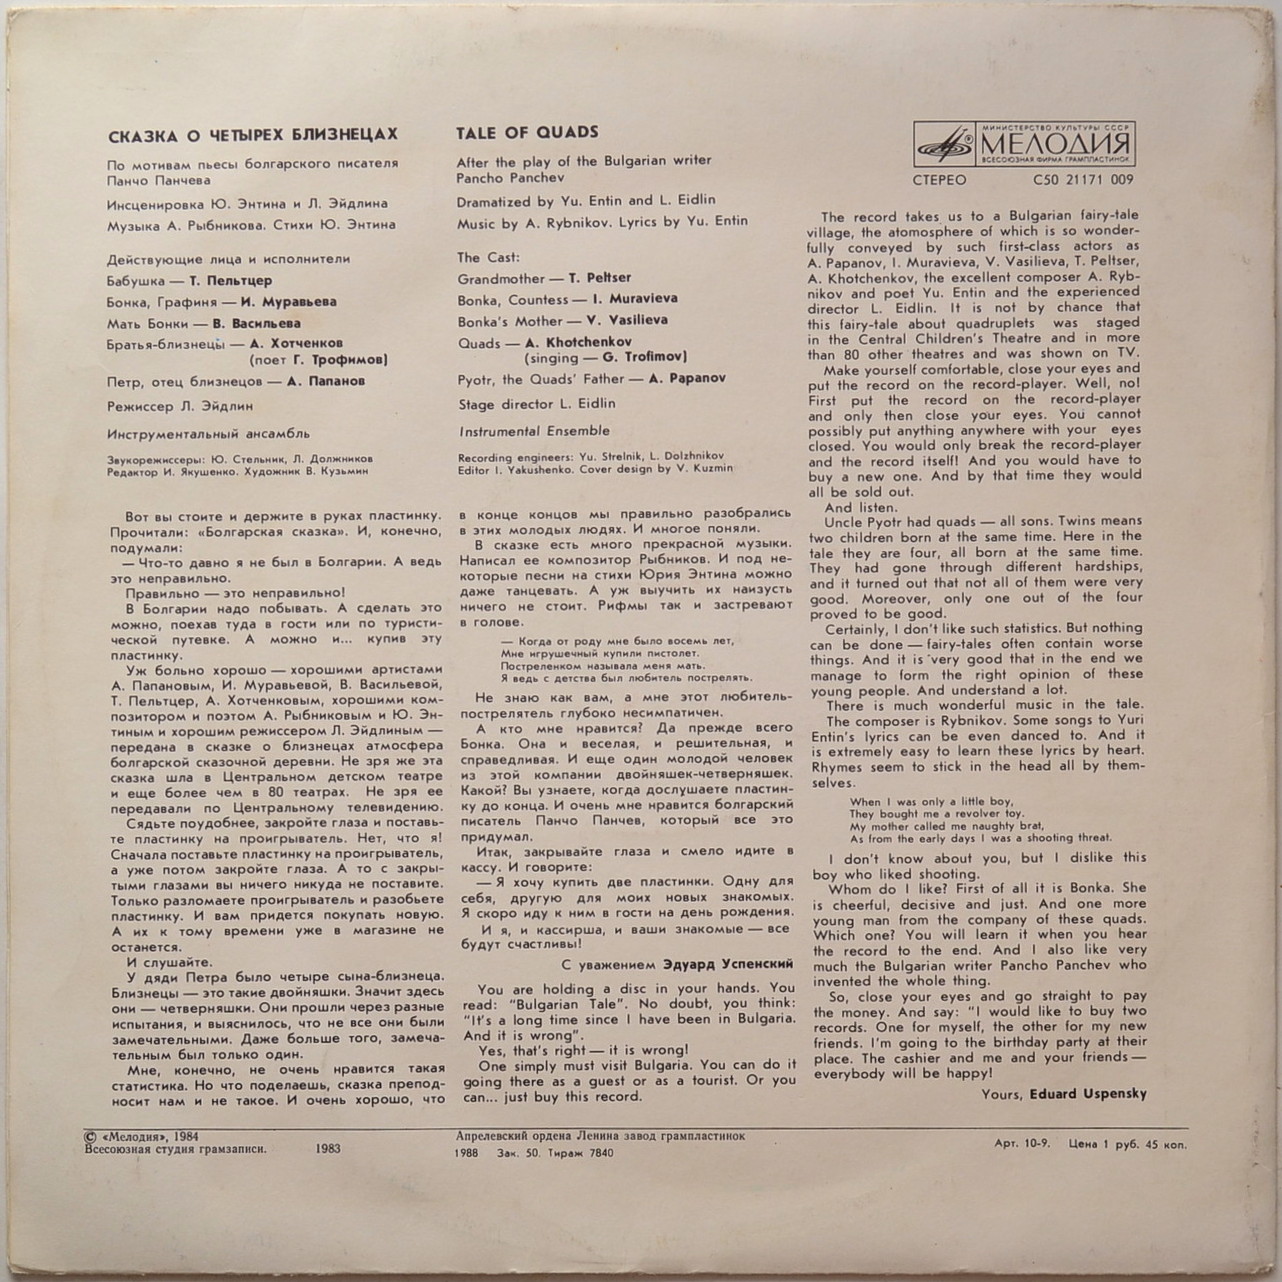 СКАЗКА О ЧЕТЫРЕХ БЛИЗНЕЦАХ
По мотивам пьесы болгарского писателя
Панчо Панчева
Инсценировка Ю. Энтина и Л. Эйдлина
Музыка А. Рыбникова. Стихи Ю. Энтина
Действующие лица и исполнители
Бабушка — Т. Пельтцер
Бонка, Графиня — И. Муравьева
Мать Бонки — В. Васильева
Братья-близнецы — А. Хотченков
(поет Г. Трофимов)
Петр, отец близнецов — А. Папанов
Режиссер Л. Эйдлин
Инструментальный ансамбль
Звукорежиссеры: Ю. Стельник, Л. Должников
Редактор И. Якушенко. Художник В. Кузьмин
TALE OF QUADS
After the play of the Bulgarian writer
Pancho Panchev
Dramatized by Yu. Entin and L. Eidlin
Music by A. Rybnikov. Lyrics by Yu. Entin
The Cast:
Grandmother — T. Peltser
Bonka, Countess — I. Muravieva
Bonka's Mother — V. Vasilieva
Quads — A. Khotchenkov
(singing — G. Trofimov)
Pyotr, the Quads' Father — A. Papanov
Stage director L. Eidlin
Instrumental Ensemble
Recording engineers: Yu. Strelnik, L. Dolzhnikov
Editor I. Yakushenko. Cover design by V. Kuzmin
МИНИСТЕРСТВО КУЛЬТУРЫ СССР
® МЕЛОДИЯ
ВСЕСОЮЗНАЯ ФИРМА ГРАМПЛАСТИНОК
СТЕРЕО С50 21171 009
Вот вы стоите и держите в руках пластинку.
Прочитали: «Болгарская сказка». И, конечно,
подумали:
— Что-то давно я не был в Болгарии. А ведь
это неправильно.
Правильно — это неправильно!
В Болгарии надо побывать. А сделать это
можно, поехав туда в гости или по туристи-
ческой путевке. А можно и... купив эту
пластинку.
Уж больно хорошо — хорошими артистами
А. Папановым, И. Муравьевой, В. Васильевой,
Т. Пельтцер, А. Хотченковым, хорошими ком-
позитором и поэтом А. Рыбниковым и Ю. Эн-
тиным и хорошим режиссером Л. Эйдлиным —
передана в сказке о близнецах атмосфера
болгарской сказочной деревни. Не зря же эта
сказка шла в Центральном детском театре
и еще более чем в 80 театрах. Не зря ее
передавали по Центральному телевидению.
Сядьте поудобнее, закройте глаза и поставь-
те пластинку на проигрыватель. Нет, что я!
Сначала поставьте пластинку на проигрыватель,
а уже потом закройте глаза. А то с закры-
тыми глазами вы ничего никуда не поставите.
Только разломаете проигрыватель и разобьете
пластинку. И вам придется покупать новую.
А их к тому времени уже в магазине не
останется.
И слушайте.
У дяди Петра было четыре сына-близнеца.
Близнецы — это такие двойняшки. Значит здесь
они — четверняшки. Они прошли через разные
испытания, и выяснилось, что не все они были
замечательными. Даже больше того, замеча-
тельным был только один.
Мне, конечно, не очень нравится такая
статистика. Но что поделаешь, сказка препод-
носит нам и не такое. И очень хорошо, что
в конце концов мы правильно разобрались
в этих молодых людях. И многое поняли.
В сказке есть много прекрасной музыки.
Написал ее композитор Рыбников. И под не-
которые песни на стихи Юрия Энтина можно
даже танцевать. А уж выучить их наизусть
ничего не стоит. Рифмы так и застревают
в голове.
— Когда от роду мне было восемь лет,
Мне игрушечный купили пистолет.
Постреленком называла меня мать.
Я ведь с детства был любитель пострелять.
Не знаю как вам, а мне этот любитель-
пострелятель глубоко несимпатичен.
А кто мне нравится? Да прежде всего
Бонка. Она и веселая, и решительная, и
справедливая. И еще один молодой человек
из этой компании двойняшек-четверняшек.
Какой? Вы узнаете, когда дослушаете пластин-
ку до конца. И очень мне нравится болгарский
писатель Панчо Панчев, который все это
придумал.
Итак, закрывайте глаза и смело идите в
кассу. И говорите:
— Я хочу купить две пластинки. Одну для
себя, другую для моих новых знакомых.
Я скоро иду к ним в гости на день рождения.
И я, и кассирша, и ваши знакомые — все
будут счастливы!
С уважением Эдуард Успенский
You are holding a disc in your hands. You
read: “Bulgarian Tale”. No doubt, you think:
“It's a long time since I have been in Bulgaria.
And it is wrong”.
Yes, that's right — it is wrong!
One simply must visit Bulgaria. You can do it
going there as a guest or as a tourist. Or you
can... just buy this record.
The record takes us to a Bulgarian fairy-tale
village, the atomosphere of which is so wonder-
fully conveyed by such first-class actors as
A. Papanov, I. Muravieva, V. Vasilieva, T. Peltser,
A. Khotchenkov, the excellent composer A. Ryb-
nikov and poet Yu. Entin and the experienced
director L. Eidlin. It is not by chance that
this fairy-tale about quadruplets was staged
in the Central Children's Theatre and in more
than 80 other theatres and was shown on TV.
Make yourself comfortable, close your eyes and
put the record on the record-player. Well, no!
First put the record on the record-player
and only then close your eyes. You cannot
possibly put anything anywhere with your eyes
closed. You would only break the record-player
and the record itself! And you would have to
buy a new one. And by that time they would
all be sold out.
And listen.
Uncle Pyotr had quads — all sons. Twins means
two children born at the same time. Here in the
tale they are four, all born at the same time.
They had gone through different hardships,
and it turned out that not all of them were very
good. Moreover, only one out of the four
proved to be good.
Certainly, I don't like such statistics. But nothing
can be done — fairy-tales often contain worse
things. And it is very good that in the end we
manage to form the right opinion of these
young people. And understand a lot.
There is much wonderful music in the tale.
The composer is Rybnikov. Some songs to Yuri
Entin's lyrics can be even danced to. And it
is extremely easy to learn these lyrics by heart.
Rhymes seem to stick in the head all by them-
selves.
When I was only a little boy,
They bought me a revolver toy.
My mother called me naughty brat,
As from the early days I was a shooting threat.
I don't know about you, but I dislike this
boy who liked shooting.
Whom do I like? First of all it is Bonka. She
is cheerful, decisive and just. And one more
young man from the company of these quads.
Which one? You will learn it when you hear
the record to the end. And I also like very
much the Bulgarian writer Pancho Panchev who
invented the whole thing.
So, close your eyes and go straight to pay
the money. And say: “I would like to buy two
records. One for myself, the other for my new
friends. I'm going to the birthday party at their
place. The cashier and me and your friends —
everybody will be happy!
Yours, Eduard Uspensky
© «Мелодия», 1984
Всесоюзная студия грамзаписи. 1983
Апрелевский ордена Ленина завод грампластинок
1988 Зак. 50. Тираж 7840
Арт. 10-9. Цена 1 руб. 45 коп.